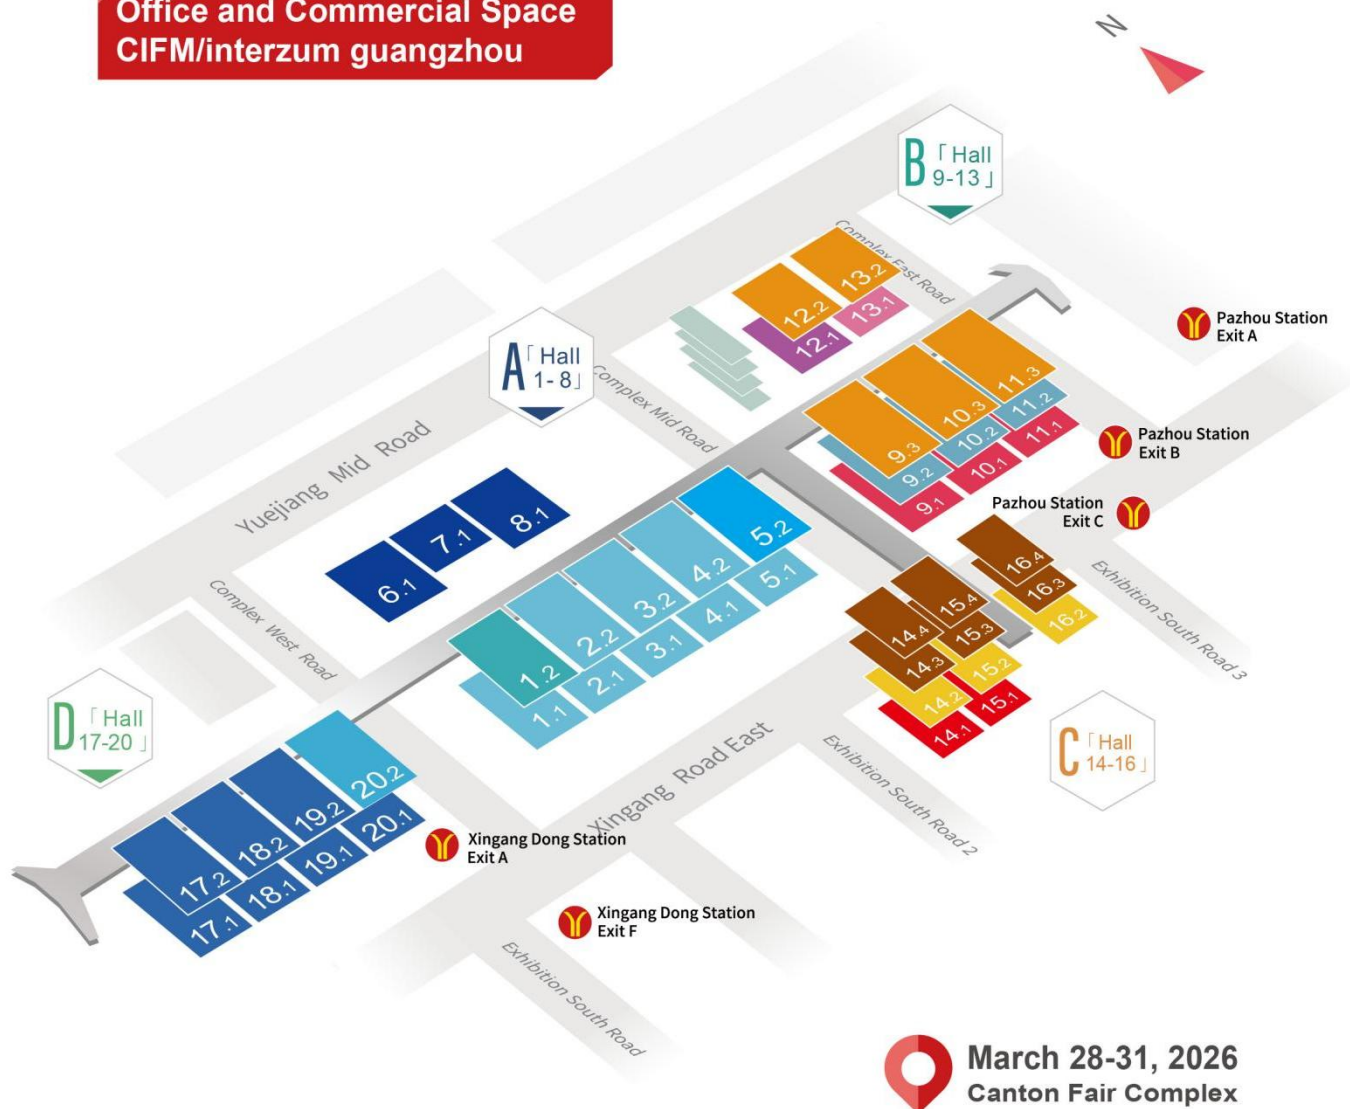 Office and Commercial Space
CIFM/interzum guangzhou
N
B「 Hall
9-13 」
Complex East Road
13.2
12.2
13.1
12.1
Pazhou Station
Exit A
A「 Hall
1- 8」
Complex Mid Road
11.3
10.3
9.3
11.2
10.2
9.2
11.1
10.1
9.1
Pazhou Station
Exit B
Pazhou Station
Exit C
Yuejiang Mid Road
8.1
7.1
6.1
5.2
4.2
3.2
2.2
1.2
5.1
4.1
3.1
2.1
1.1
16.4
16.3
16.2
15.4
15.3
15.2
15.1
14.4
14.3
14.2
14.1
Exhibition South Road 3
Complex West Road
D「 Hall
17-20 」
C「 Hall
14-16 」
Xingang Road East
Exhibition South Road 2
20.2
19.2
18.2
17.2
20.1
19.1
18.1
17.1
Xingang Dong Station
Exit A
Xingang Dong Station
Exit F
Exhibition South Road
March 28-31, 2026
Canton Fair Complex